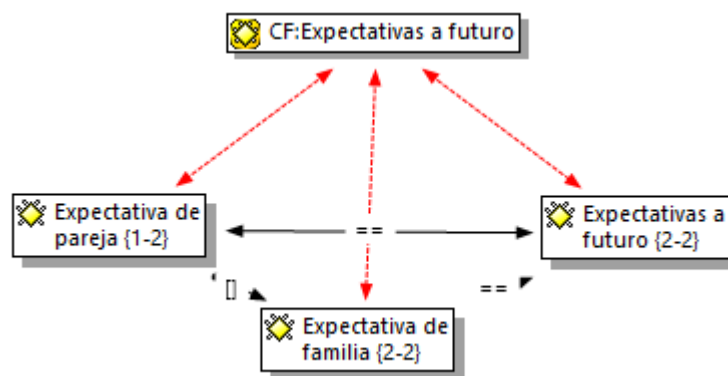 CF:Expectativas a futuro
Expectativa de
pareja {1-2}
==
Expectativas a
futuro {2-2}
[]
==
Expectativa de
familia {2-2}